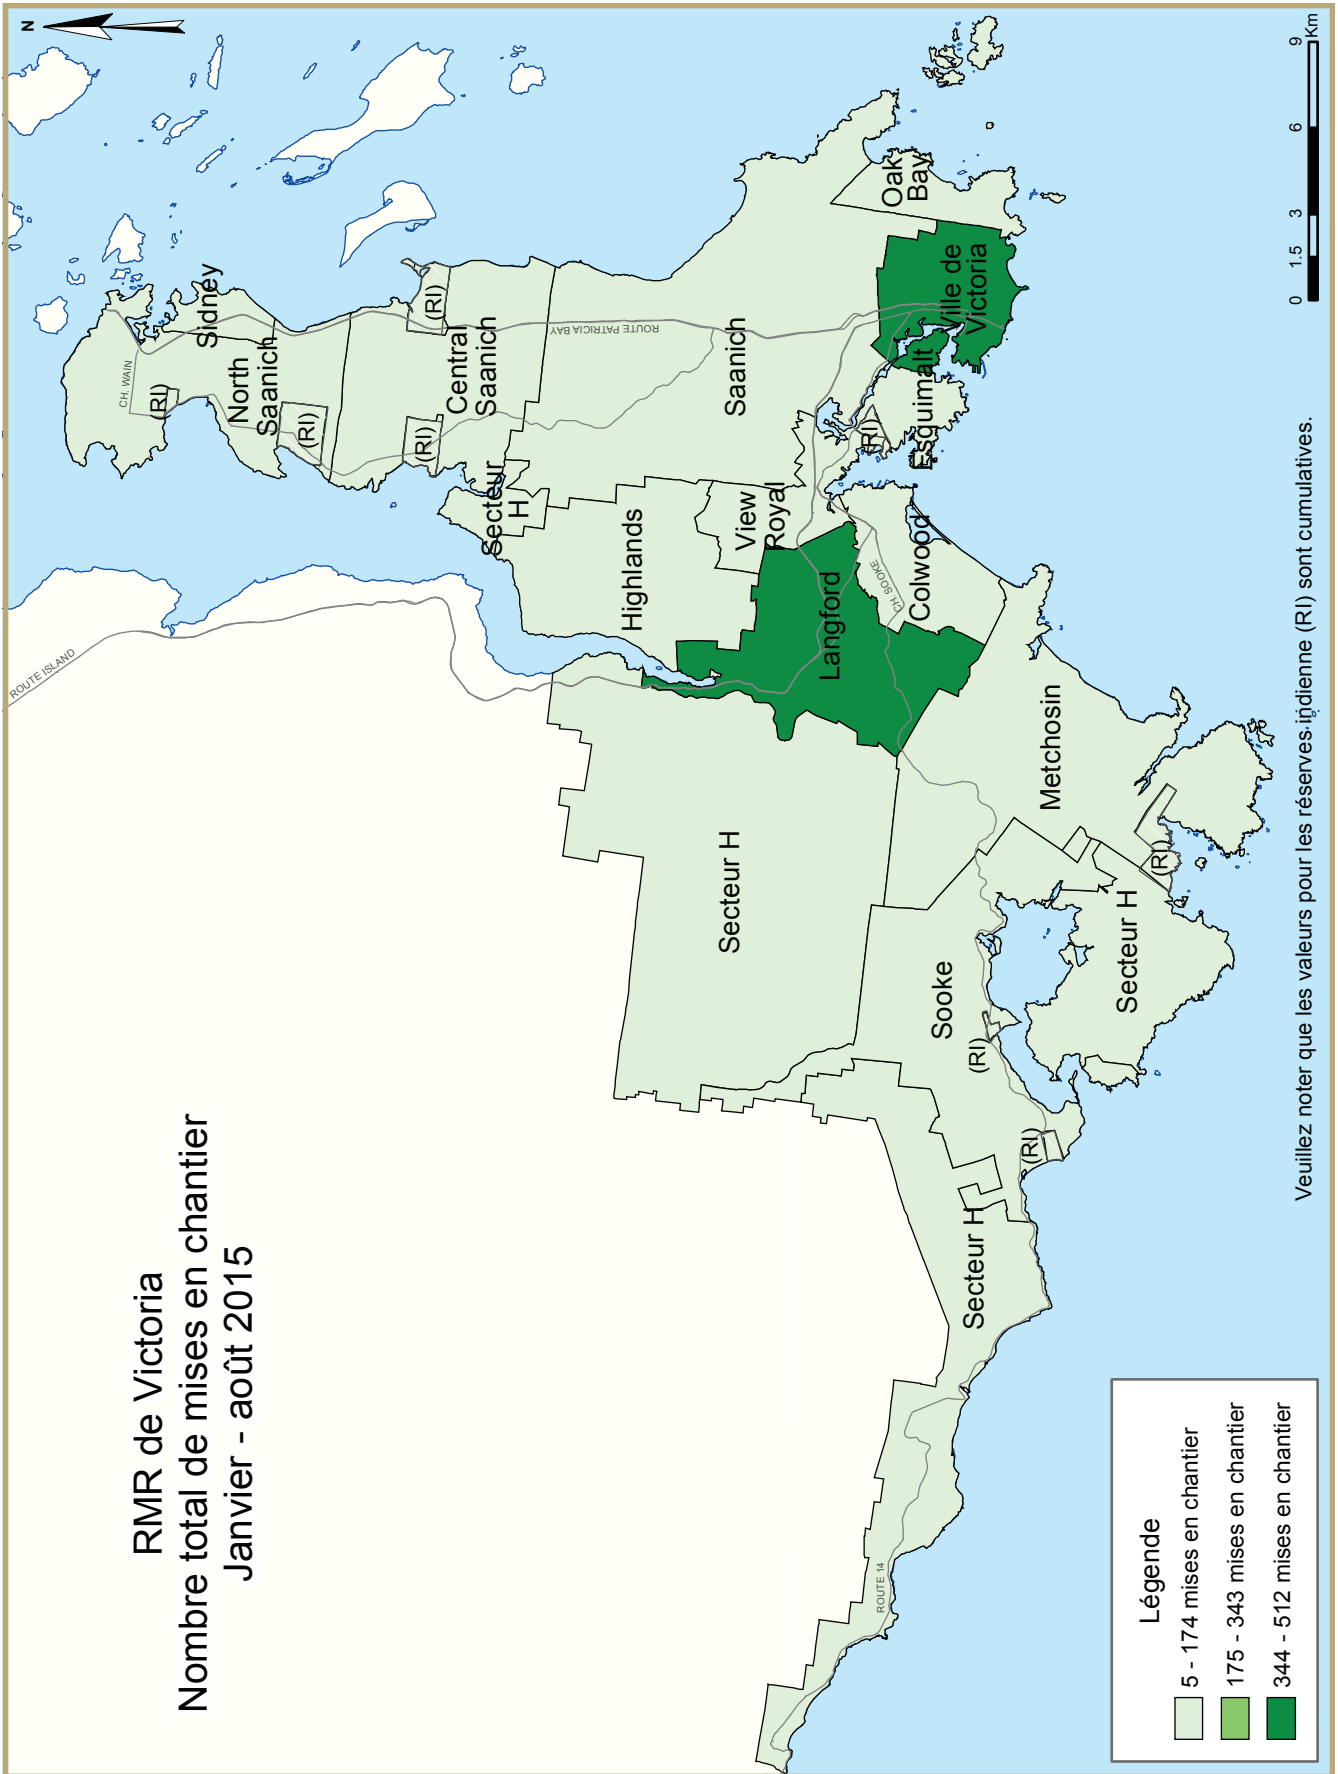 RMR de Victoria
Nombre total de mises en chantier
Janvier - août 2015
N
ROUTE ISLAND
CH. WAIN
(RI)
North
Saanich
Sidney
(RI)
(RI)
Central
Saanich
(RI)
Secteur
H
ROUTE PATRICIA BAY
Saanich
Highlands
View
Royal
Oak
Bay
Ville de
Victoria
Esquimalt
(RI)
Langford
CH. SOOKE
Colwood
Secteur H
Metchosin
(RI)
Sooke
(RI)
Secteur H
(RI)
Secteur H
ROUTE 14
Légende
5 - 174 mises en chantier
175 - 343 mises en chantier
344 - 512 mises en chantier
Veuillez noter que les valeurs pour les réserves indienne (RI) sont cumulatives.
0 1.5 3 6 9
Km